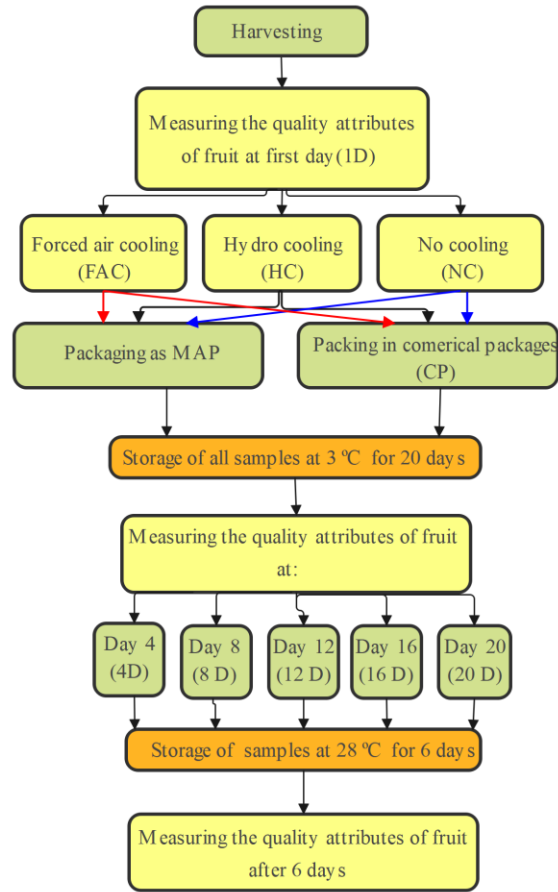 Harvesting
Measuring the quality attributes
of fruit at first day(1D)
Forced air cooling
(FAC)
Hydro cooling
(HC)
No cooling
(NC)
Packaging as MAP
Packing in comerical packages
(CP)
Storage of all samples at 3 ºC for 20 days
Measuring the quality attributes of fruit
at:
Day 4
(4D)
Day 8
(8 D)
Day 12
(12 D)
Day 16
(16 D)
Day 20
(20 D)
Storage of samples at 28 ºC for 6 days
Measuring the quality attributes of fruit
after 6 days